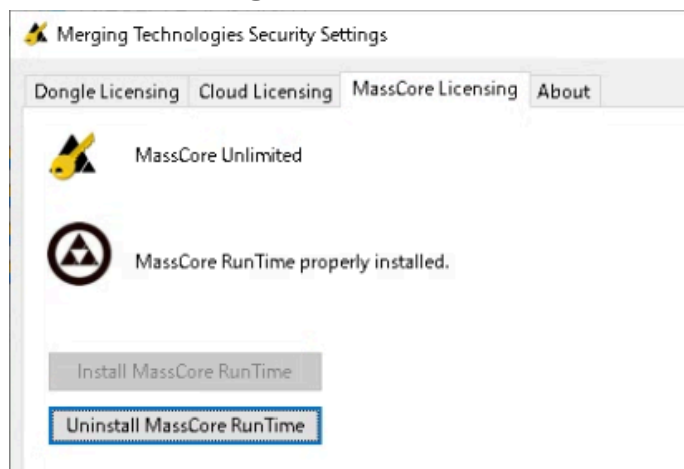 Merging Technologies Security Settings
Dongle Licensing Cloud Licensing MassCore Licensing About
MassCore Unlimited
MassCore RunTime properly installed.
Install MassCore RunTime
Uninstall MassCore RunTime